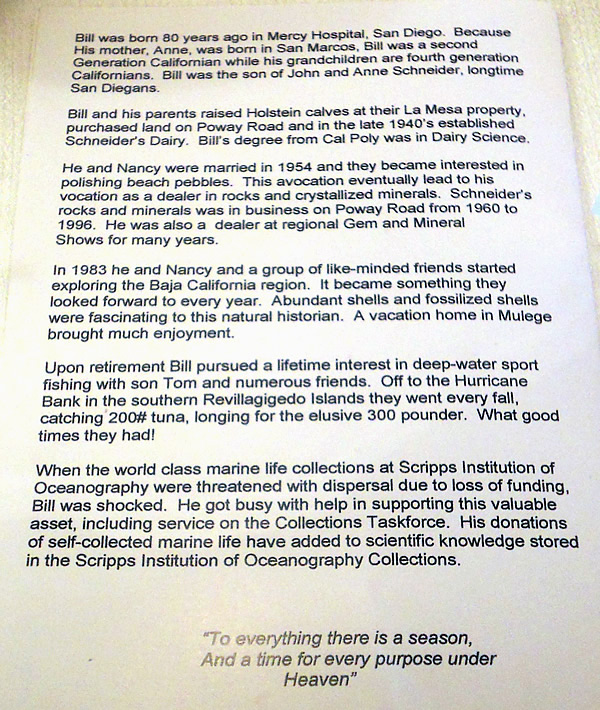 Bill was born 80 years ago in Mercy Hospital, San Diego. Because
His mother, Anne, was born in San Marcos, Bill was a second
Generation Californian while his grandchildren are fourth generation
Californians. Bill was the son of John and Anne Schneider, longtime
San Diegans.
Bill and his parents raised Holstein calves at their La Mesa property,
purchased land on Poway Road and in the late 1940's established
Schneider's Dairy. Bill's degree from Cal Poly was in Dairy Science.
He and Nancy were married in 1954 and they became interested in
polishing beach pebbles. This avocation eventually lead to his
vocation as a dealer in rocks and crystallized minerals. Schneider's
rocks and minerals was in business on Poway Road from 1960 to
1996. He was also a dealer at regional Gem and Mineral
Shows for many years.
In 1983 he and Nancy and a group of like-minded friends started
exploring the Baja California region. It became something they
looked forward to every year. Abundant shells and fossilized shells
were fascinating to this natural historian. A vacation home in Mulege
brought much enjoyment.
Upon retirement Bill pursued a lifetime interest in deep-water sport
fishing with son Tom and numerous friends. Off to the Hurricane
Bank in the southern Revillagigedo Islands they went every fall,
catching 200# tuna, longing for the elusive 300 pounder. What good
times they had!
When the world class marine life collections at Scripps Institution of
Oceanography were threatened with dispersal due to loss of funding,
Bill was shocked. He got busy with help in supporting this valuable
asset, including service on the Collections Taskforce. His donations
of self-collected marine life have added to scientific knowledge stored
in the Scripps Institution of Oceanography Collections.
"To everything there is a season,
And a time for every purpose under
Heaven"